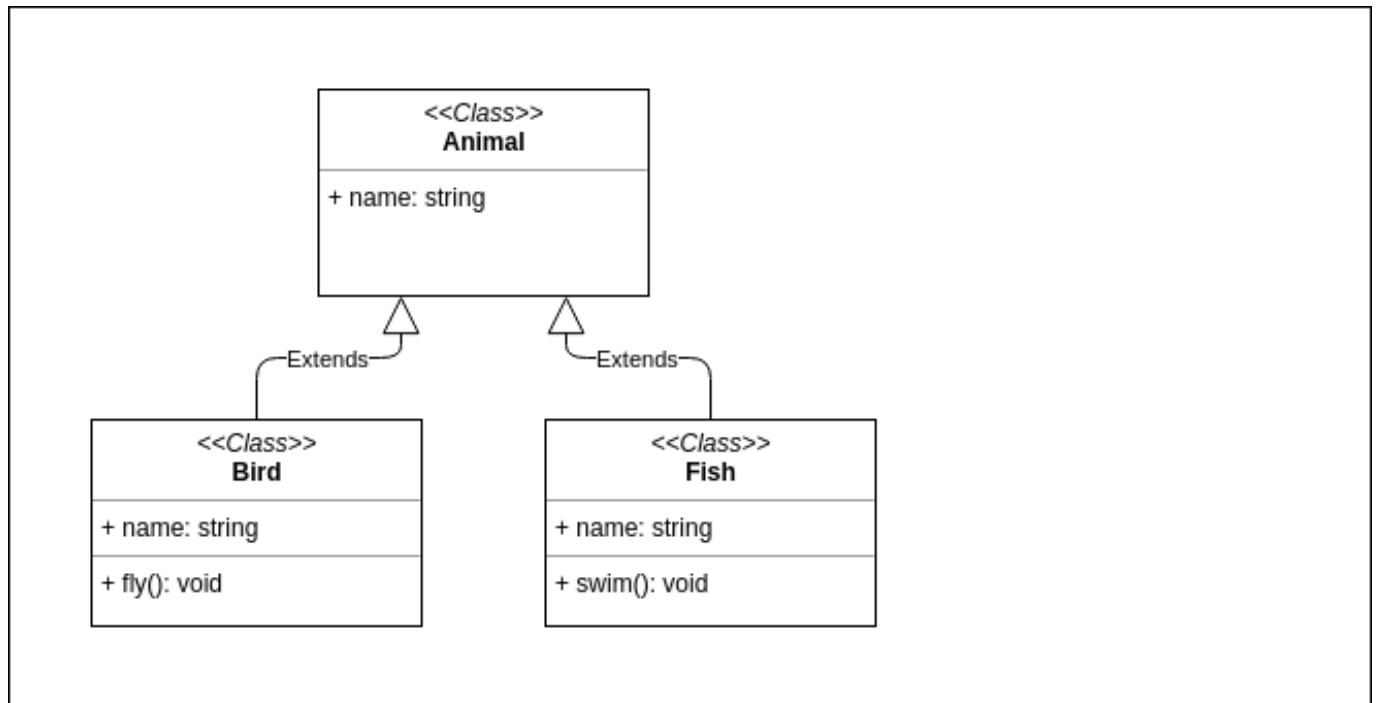 <<Class>>
Animal
+ name: string
Extends
Extends
<<Class>>
Bird
+ name: string
+ fly(): void
<<Class>>
Fish
+ name: string
+ swim(): void